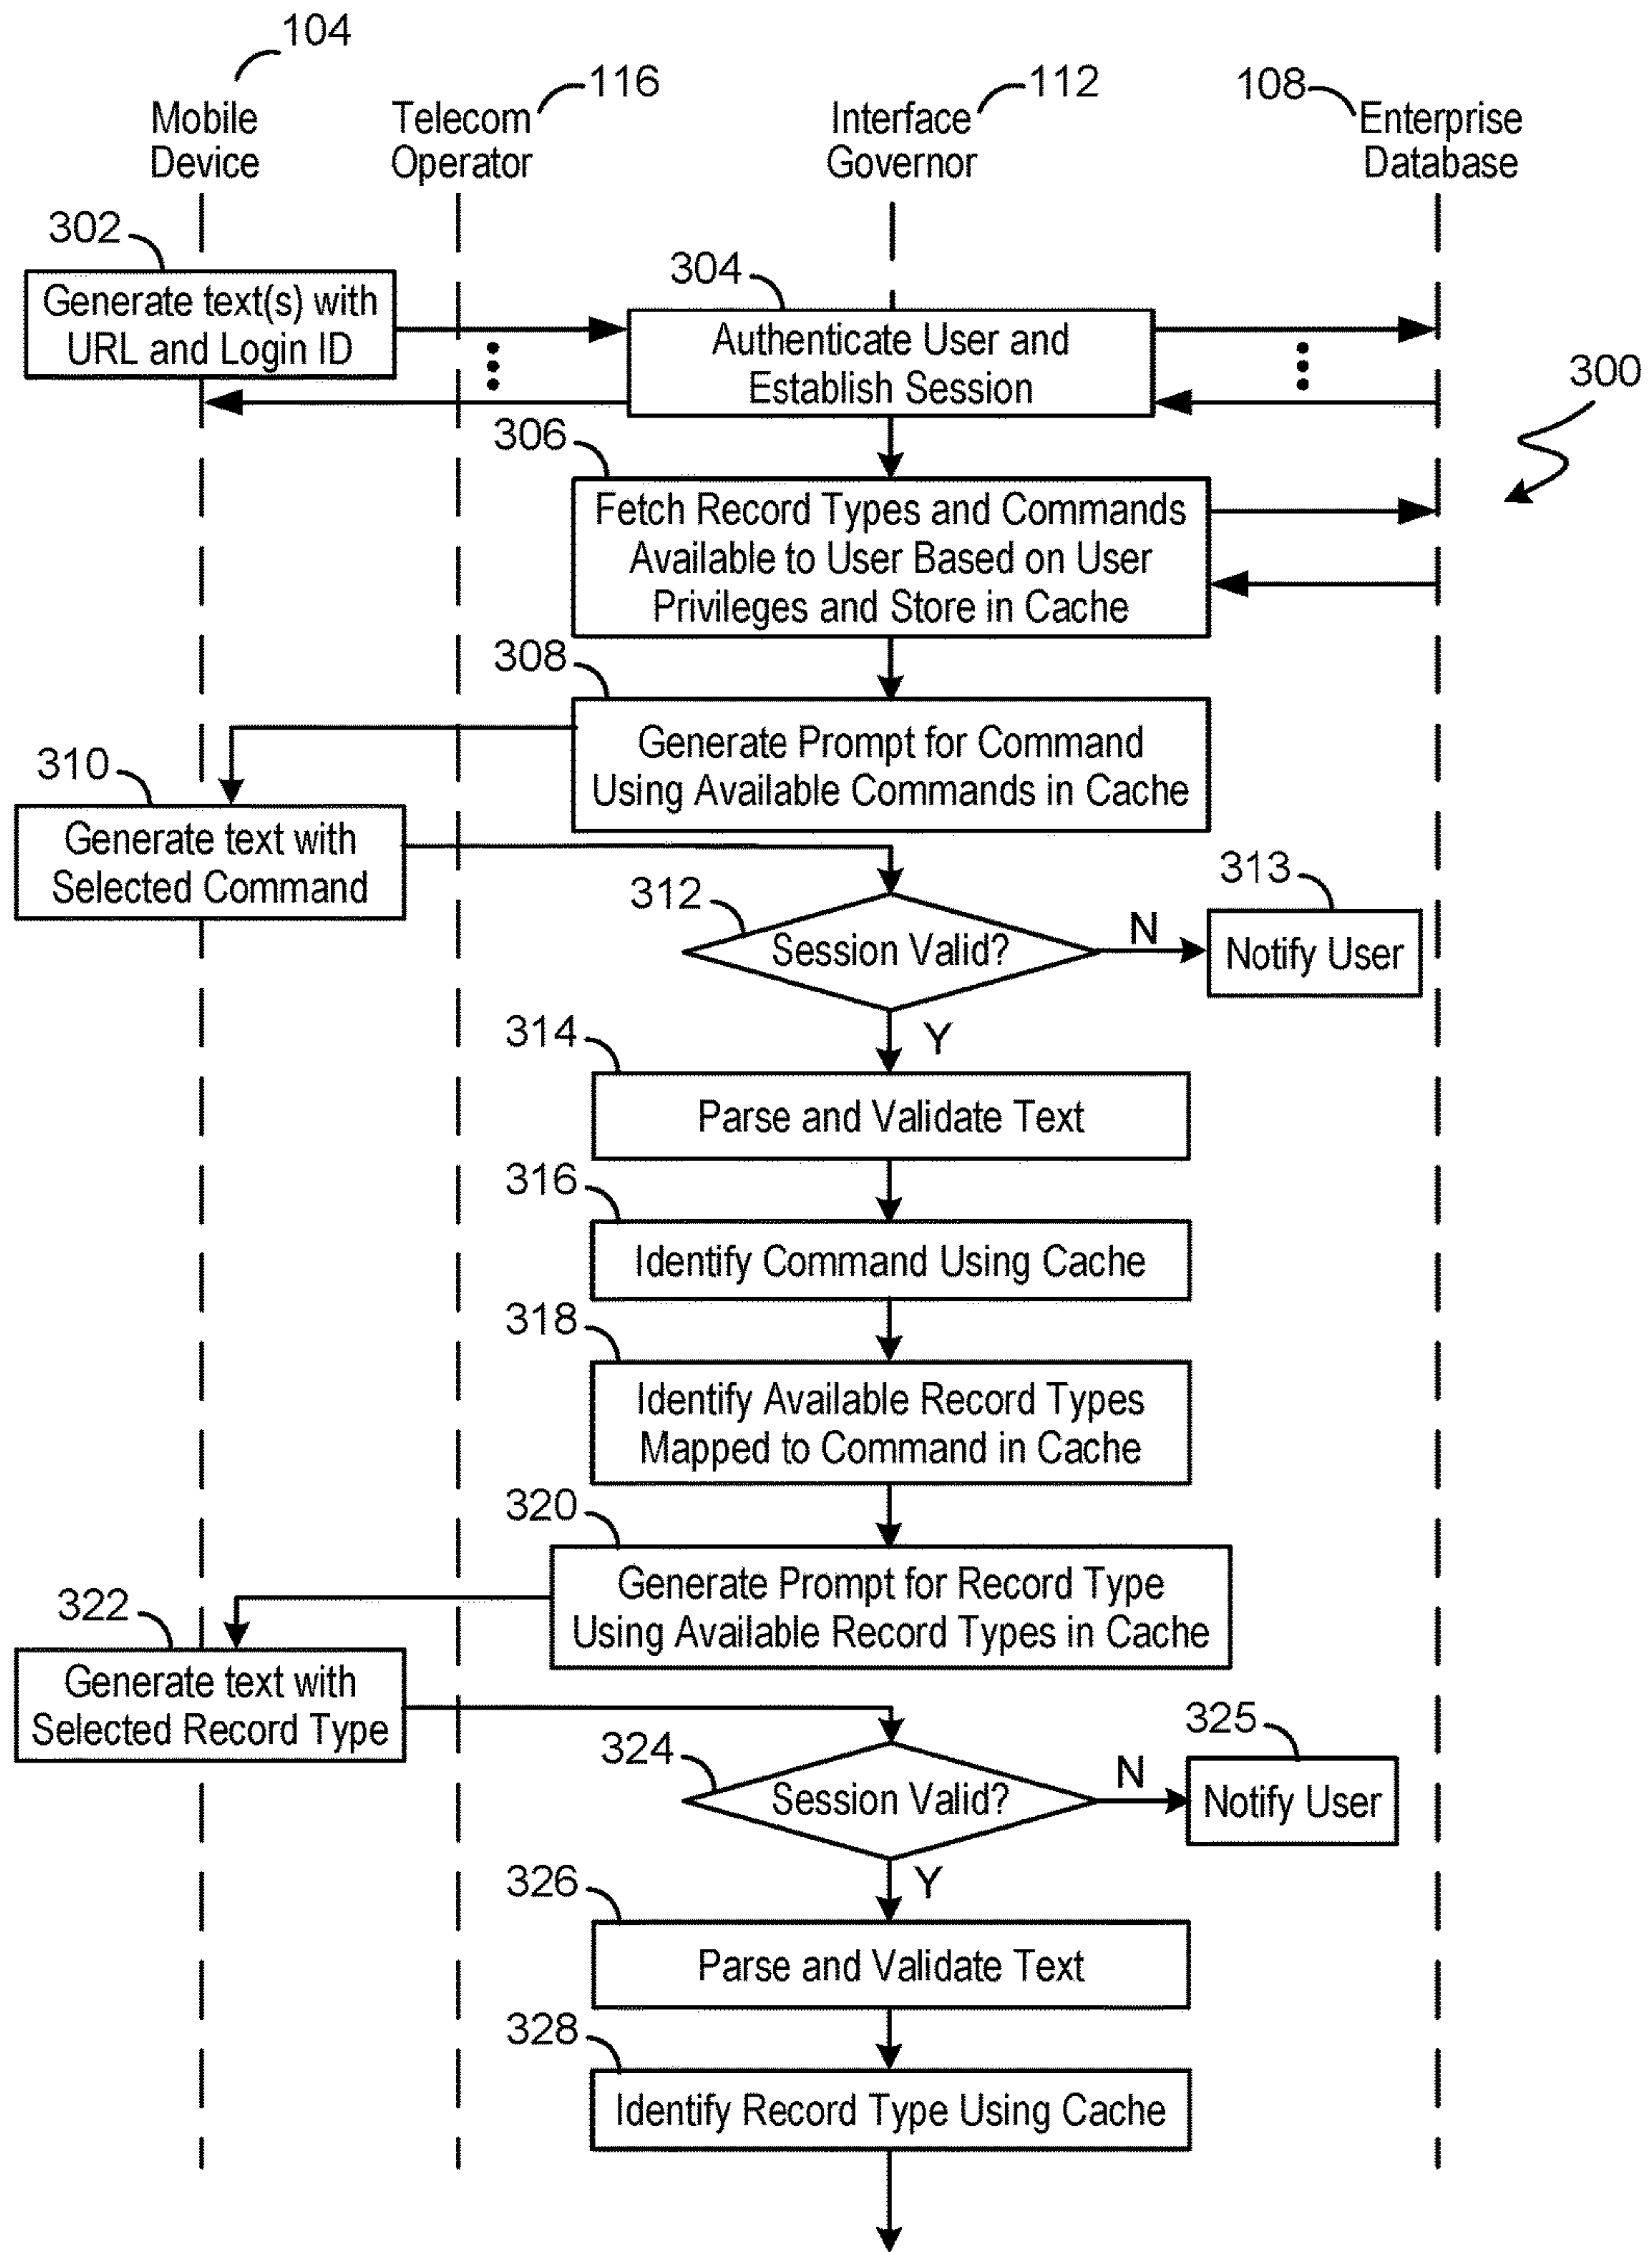 104
116
112
108
Mobile
Device
Telecom
Operator
Interface
Governor
Enterprise
Database
302
Generate text(s) with
URL and Login ID
304
Authenticate User and
Establish Session
300
306
Fetch Record Types and Commands
Available to User Based on User
Privileges and Store in Cache
308
Generate Prompt for Command
Using Available Commands in Cache
310
Generate text with
Selected Command
312
Session Valid?
N
313
Notify User
Y
314
Parse and Validate Text
316
Identify Command Using Cache
318
Identify Available Record Types
Mapped to Command in Cache
320
Generate Prompt for Record Type
Using Available Record Types in Cache
322
Generate text with
Selected Record Type
324
Session Valid?
N
325
Notify User
Y
326
Parse and Validate Text
328
Identify Record Type Using Cache